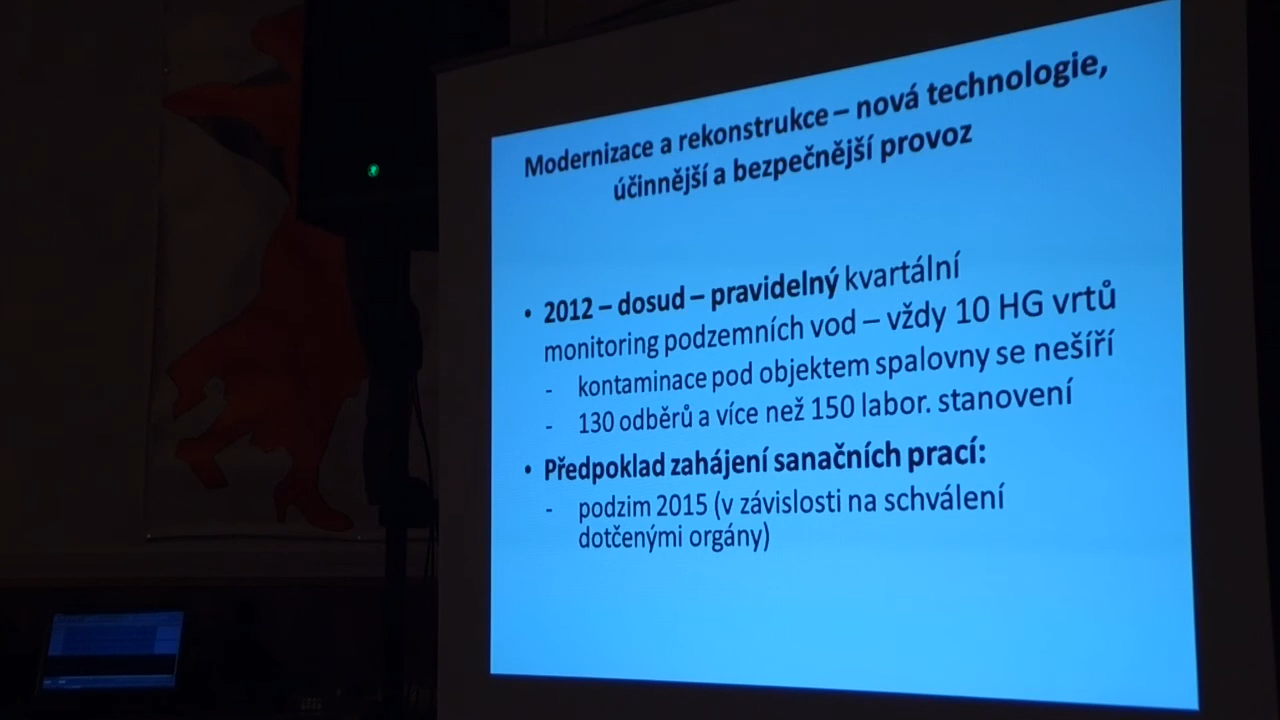 Modernizace a rekonstrukce – nová technologie,
účinnější a bezpečnější provoz
• 2012 – dosud – pravidelný kvartální
monitoring podzemních vod – vždy 10 HG vrtů
- kontaminace pod objektem spalovny se nešíří
- 130 odběrů a více než 150 labor. stanovení
• Předpoklad zahájení sanačních prací:
- podzim 2015 (v závislosti na schválení
dotčenými orgány)